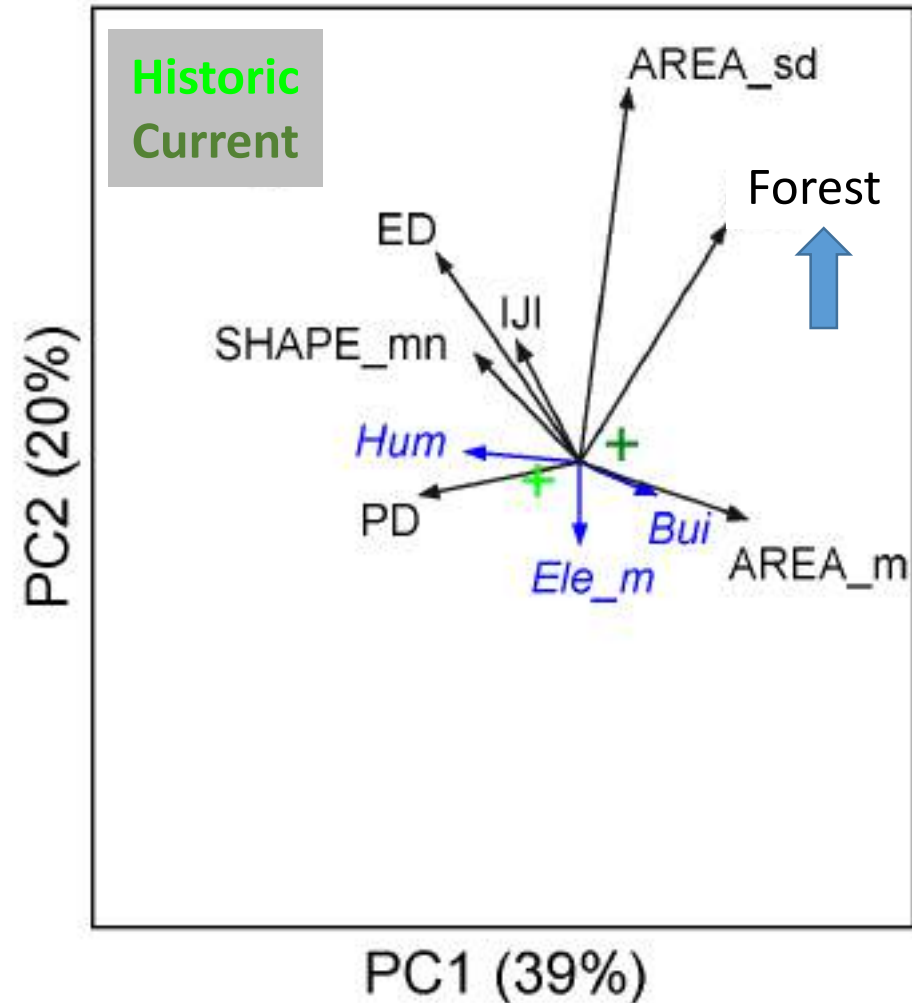 Historic
Current
AREA_sd
Forest
ED
IJI
SHAPE_mn
Hum
PD
Bui
Ele_m
AREA_m
PC2 (20%)
PC1 (39%)